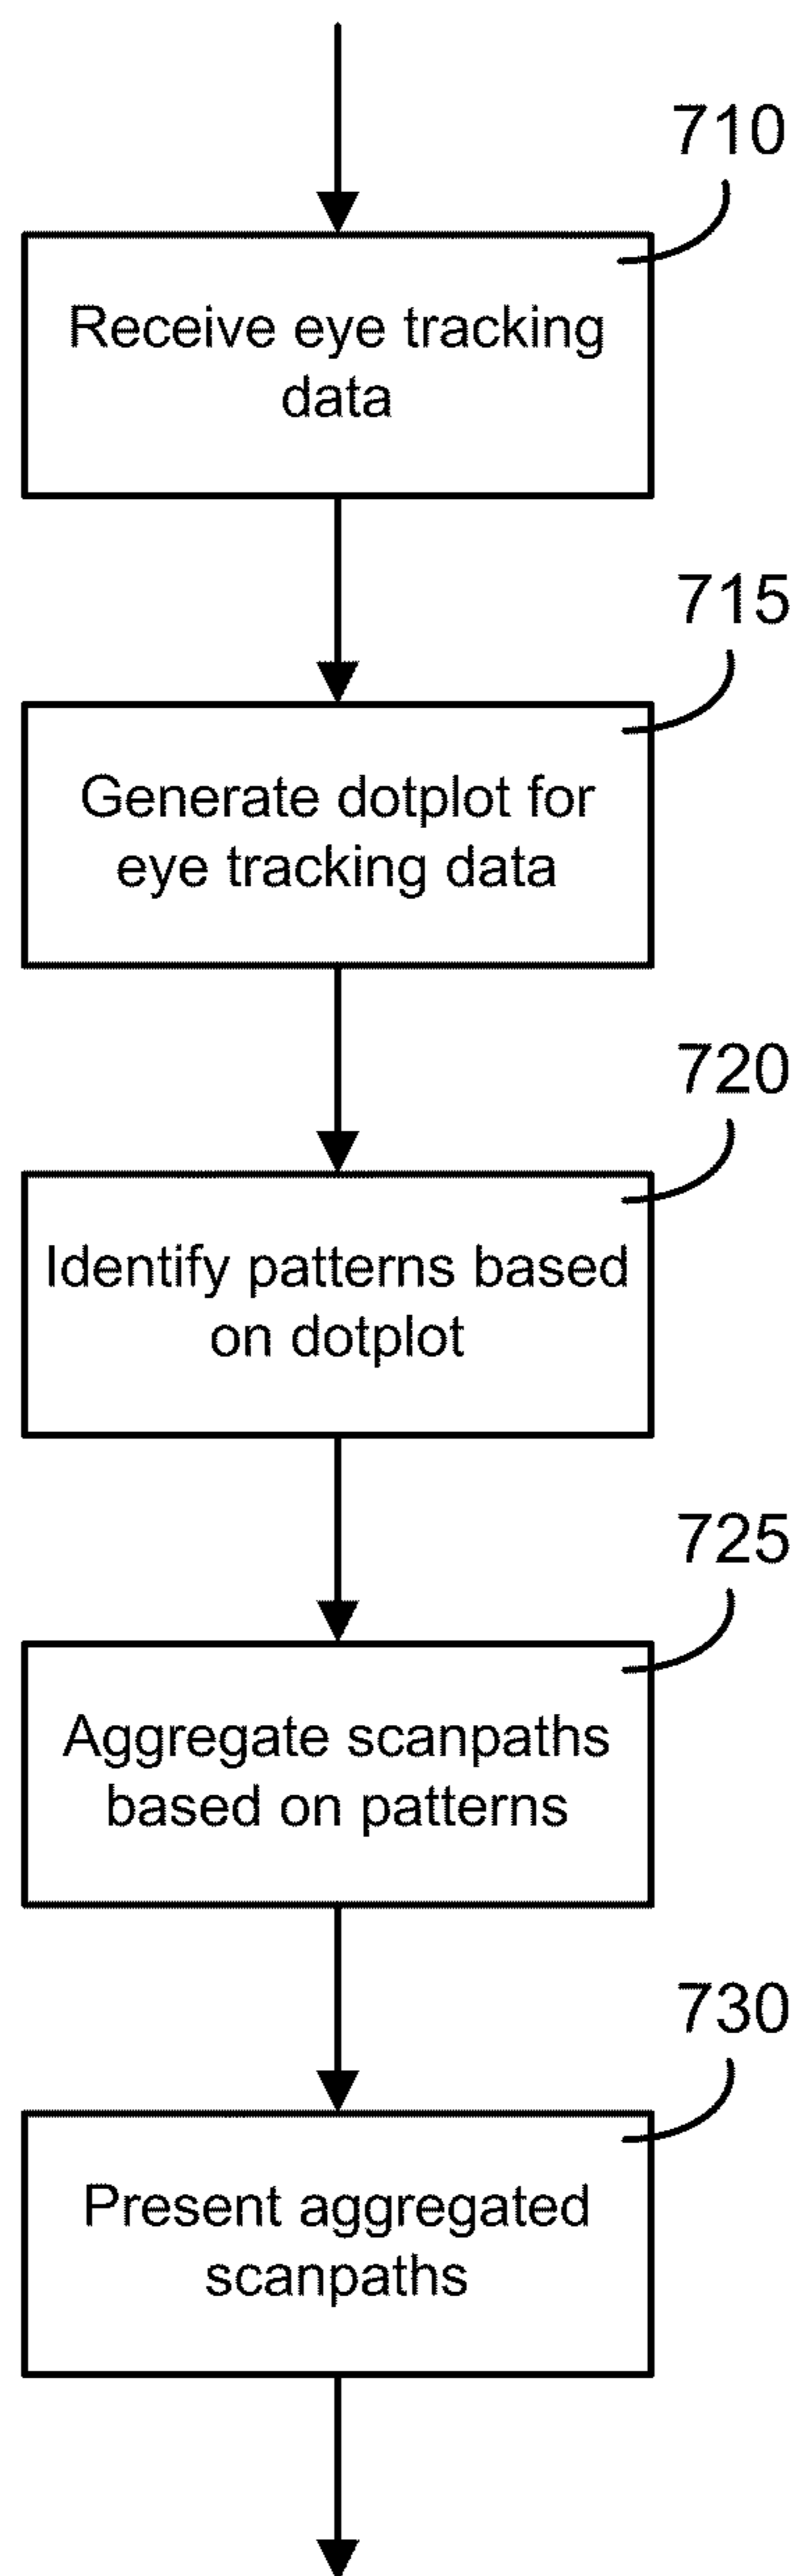 710
Receive eye tracking
data
715
Generate dotplot for
eye tracking data
720
Identify patterns based
on dotplot
725
Aggregate scanpaths
based on patterns
730
Present aggregated
scanpaths